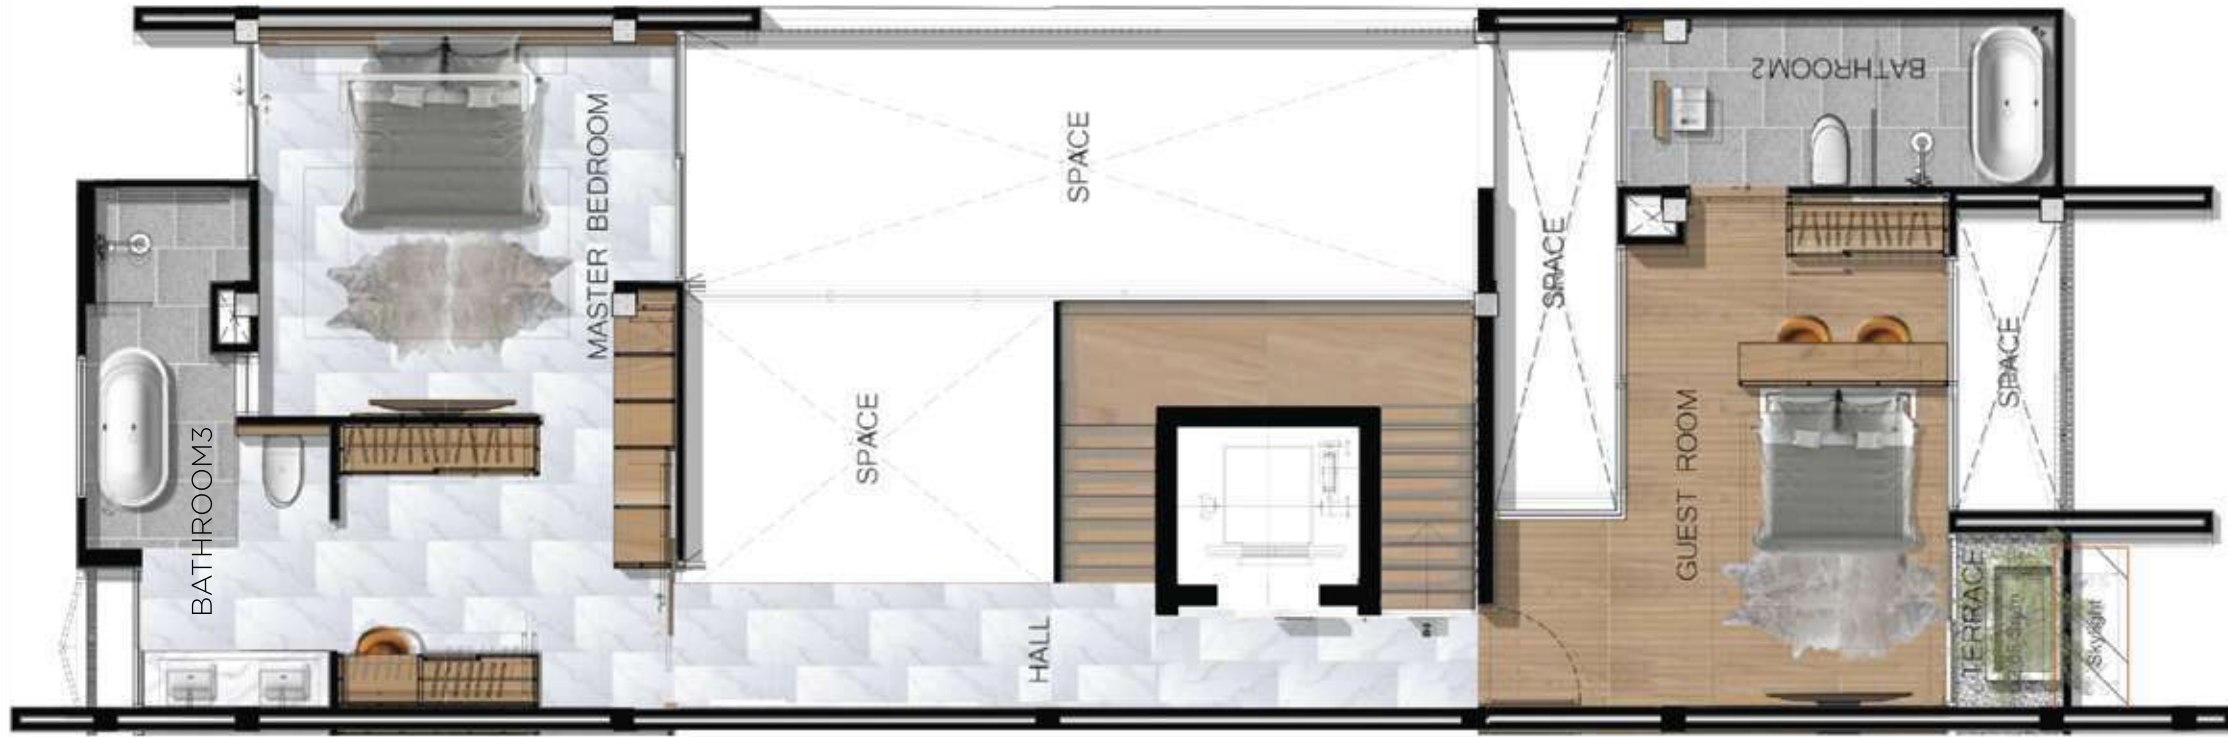 BATHROOM3
MASTER BEDROOM
SPACE
SPACE
HALL
SPACE
BATHROOM2
GUEST ROOM
SPACE
TERRACE
Skylight